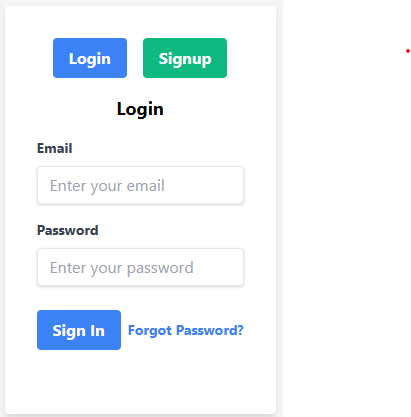 Login Signup
Login
Email
Enter your email
Password
Enter your password
Sign In Forgot Password?